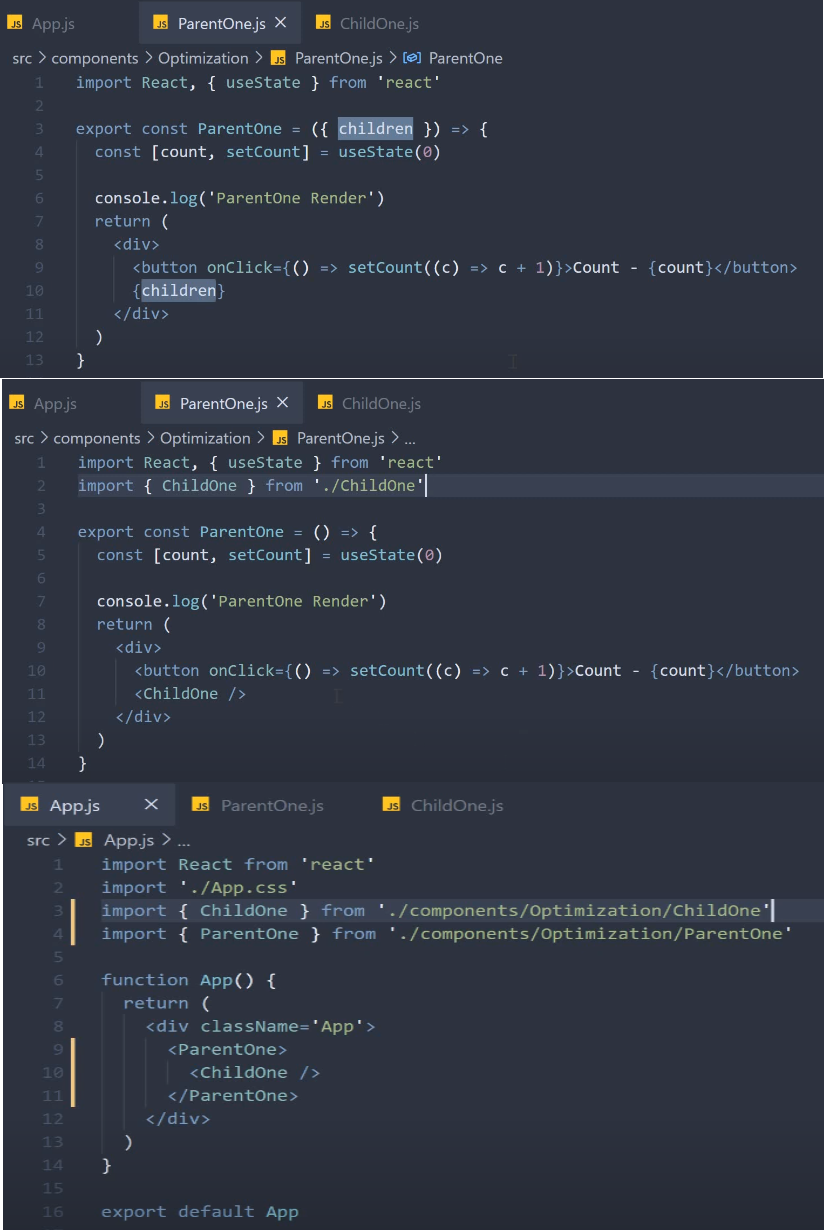 JS App.js JS ParentOne.js × JS ChildOne.js
src > components > Optimization > JS ParentOne.js > ParentOne
1 import React, { useState } from 'react'
2
3 export const ParentOne = ({ children }) => {
4 const [count, setCount] = useState(0)
5
6 console.log('ParentOne Render')
7 return (
8 <div>
9 <button onClick={() => setCount((c) => c + 1)}>Count - {count}</button>
10 {children}
11 </div>
12 )
13 }
JS App.js JS ParentOne.js × JS ChildOne.js
src > components > Optimization > JS ParentOne.js > ...
1 import React, { useState } from 'react'
2 import { ChildOne } from './ChildOne'
3
4 export const ParentOne = () => {
5 const [count, setCount] = useState(0)
6
7 console.log('ParentOne Render')
8 return (
9 <div>
10 <button onClick={() => setCount((c) => c + 1)}>Count - {count}</button>
11 <ChildOne />
12 </div>
13 )
14 }
JS App.js × JS ParentOne.js JS ChildOne.js
src > JS App.js > ...
1 import React from 'react'
2 import './App.css'
3 import { ChildOne } from './components/Optimization/ChildOne'
4 import { ParentOne } from './components/Optimization/ParentOne'
5
6 function App() {
7 return (
8 <div className='App'>
9 <ParentOne>
10 <ChildOne />
11 </ParentOne>
12 </div>
13 )
14 }
15
16 export default App